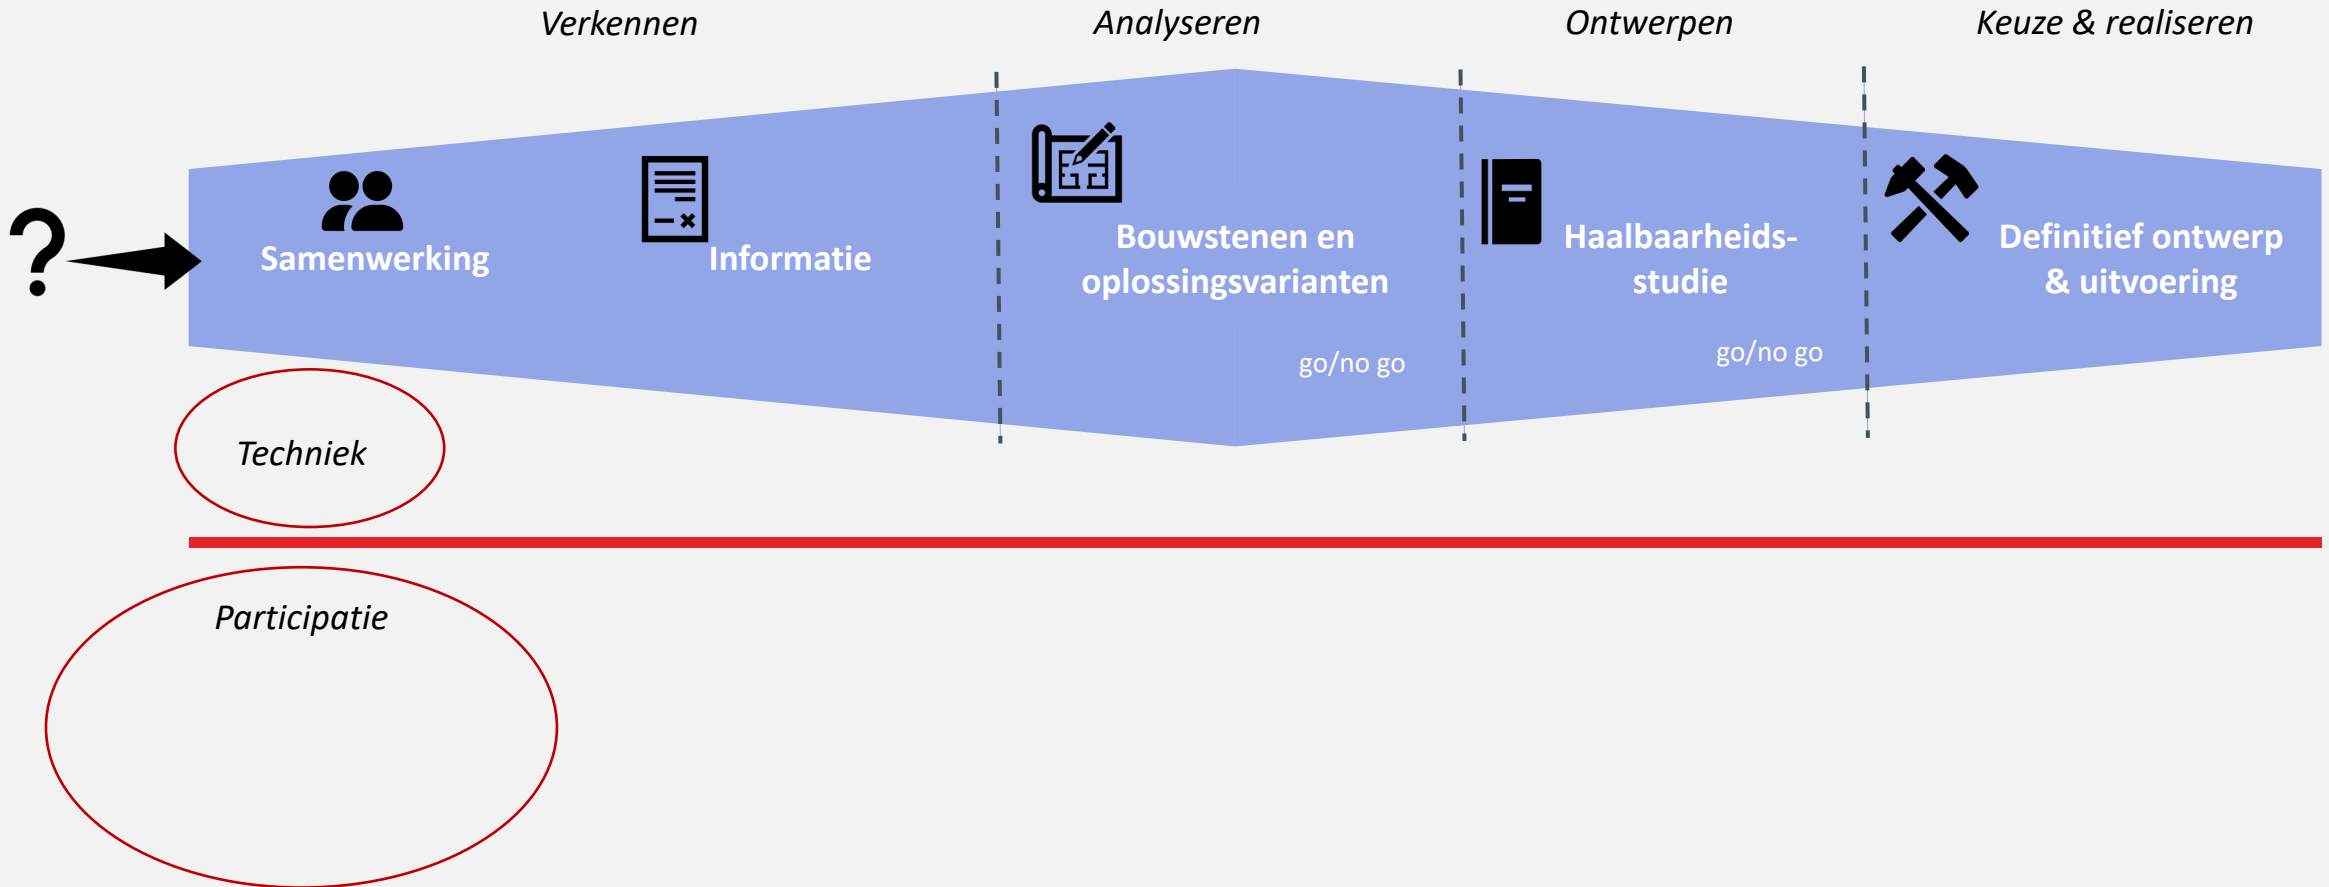 Verkennen
Analyseren
Ontwerpen
Keuze & realiseren
?
Samenwerking
Informatie
Bouwstenen en
oplossingsvarianten
go/no go
Haalbaarheids-
studie
go/no go
Definitief ontwerp
& uitvoering
Techniek
Participatie